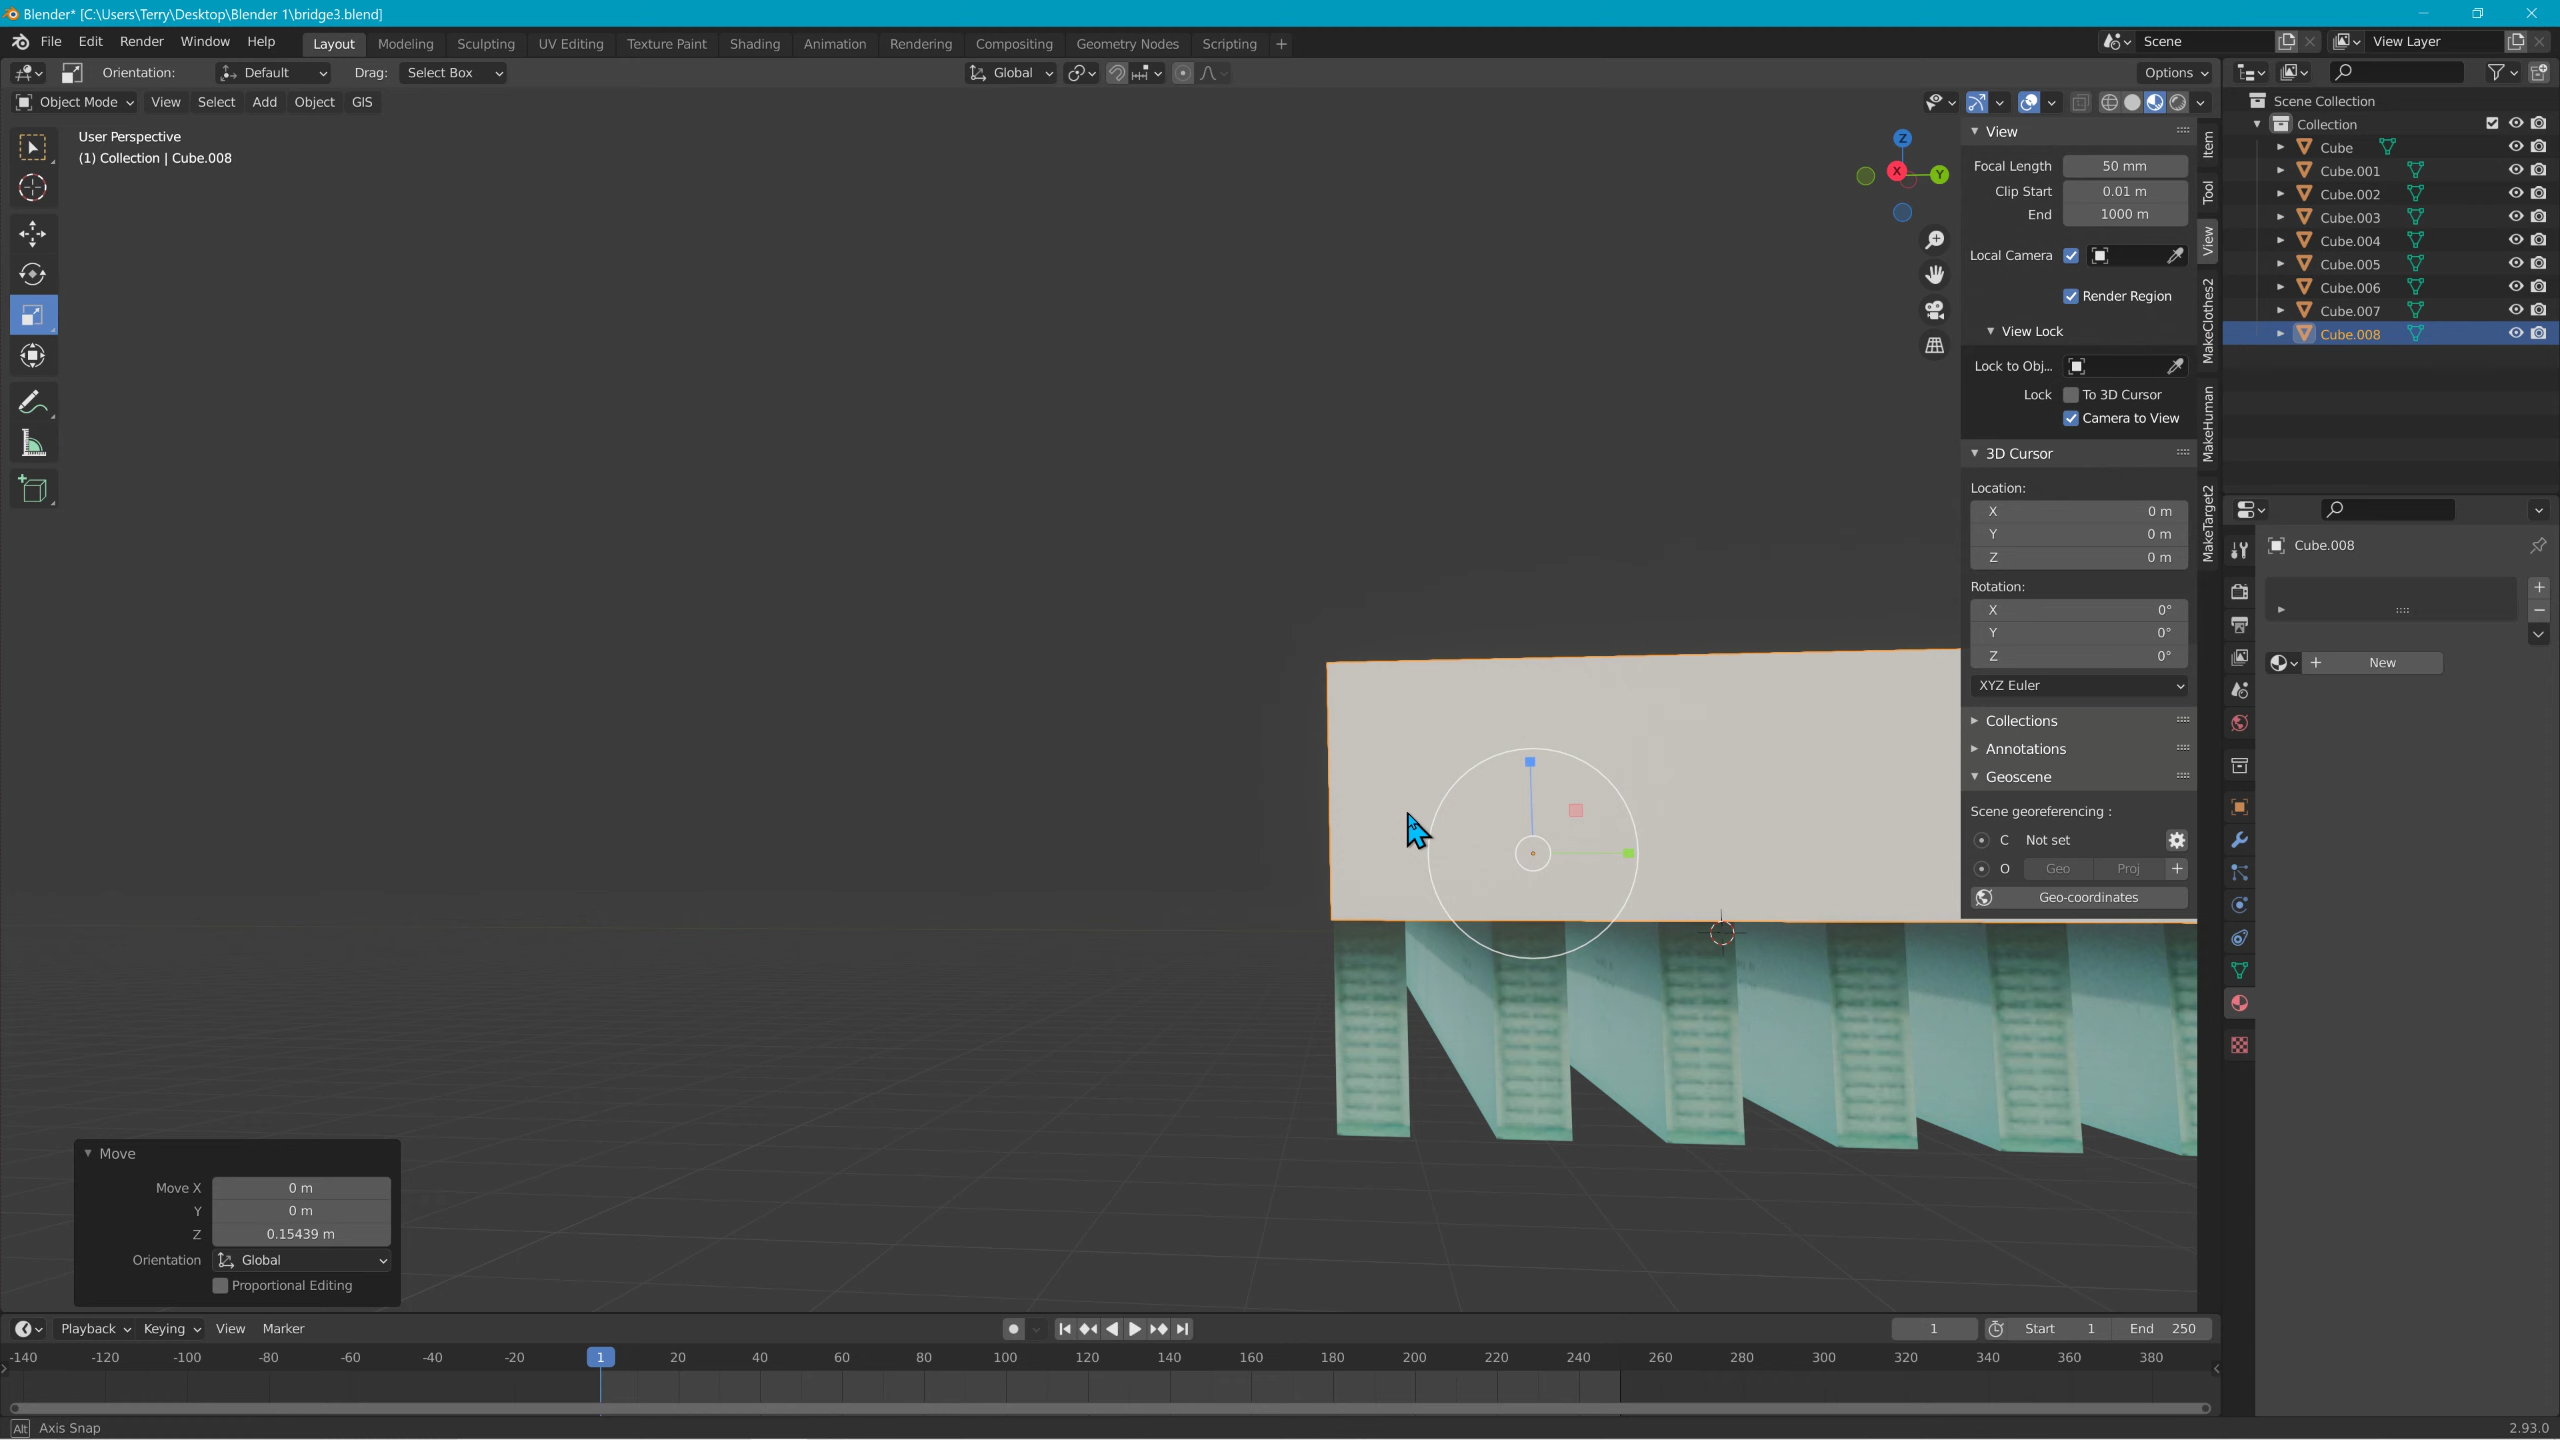 Blender* [C:\Users\Terry\Desktop\Blender 1\bridge3.blend]
File Edit Render Window Help Layout Modeling Sculpting UV Editing Texture Paint Shading Animation Rendering Compositing Geometry Nodes Scripting + Scene View Layer
Orientation: Default Drag: Select Box Global Options
Object Mode View Select Add Object GIS
User Perspective
(1) Collection | Cube.008
Z
X
Y
View
Focal Length 50 mm
Clip Start 0.01 m
End 1000 m
Local Camera
Render Region
View Lock
Lock to Obj...
Lock To 3D Cursor
Camera to View
3D Cursor
Location:
X 0 m
Y 0 m
Z 0 m
Rotation:
X 0°
Y 0°
Z 0°
XYZ Euler
Collections
Annotations
Geoscene
Scene georeferencing :
C Not set
O Geo Proj +
Geo-coordinates
Item
Tool
View
MakeClothes2
MakeHuman
MakeTarget2
Scene Collection
Collection
Cube
Cube.001
Cube.002
Cube.003
Cube.004
Cube.005
Cube.006
Cube.007
Cube.008
Cube.008
+ New
Move
Move X 0 m
Y 0 m
Z 0.15439 m
Orientation Global
Proportional Editing
Playback Keying View Marker 1 Start 1 End 250
-140 -120 -100 -80 -60 -40 -20 1 20 40 60 80 100 120 140 160 180 200 220 240 260 280 300 320 340 360 380
Alt Axis Snap 2.93.0